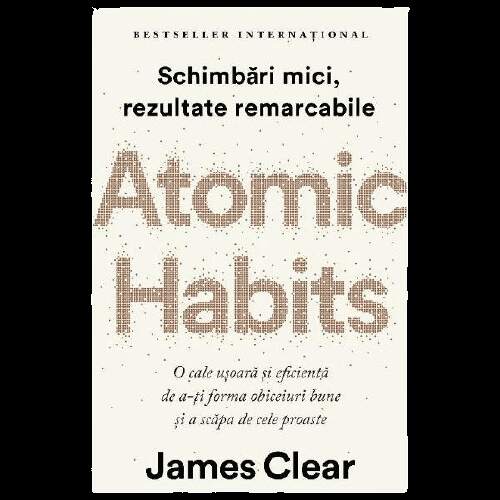 BESTSELLER INTERNAȚIONAL
Schimbări mici,
rezultate remarcabile
Atomic
Habits
O cale ușoară și eficientă
de a-ți forma obiceiuri bune
și a scăpa de cele proaste
James Clear